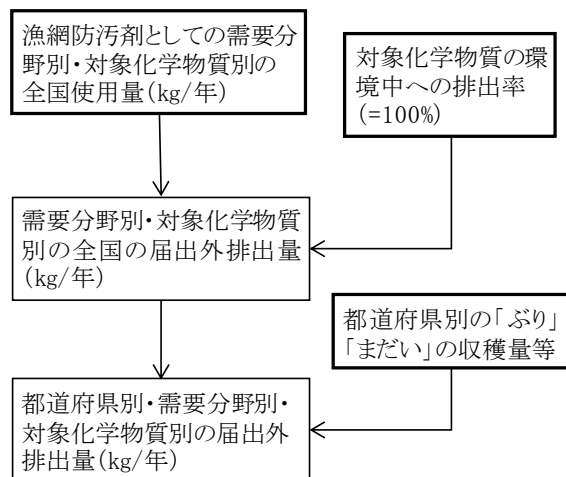 漁網防汚剤としての需要分
野別・対象化学物質別の
全国使用量(kg/年)
対象化学物質の環
境中への排出率
(=100%)
需要分野別・対象化学物質
別の全国の届出外排出量
(kg/年)
都道府県別の「ぶり」
「まだい」の収穫量等
都道府県別・需要分野別・
対象化学物質別の届出外
排出量(kg/年)